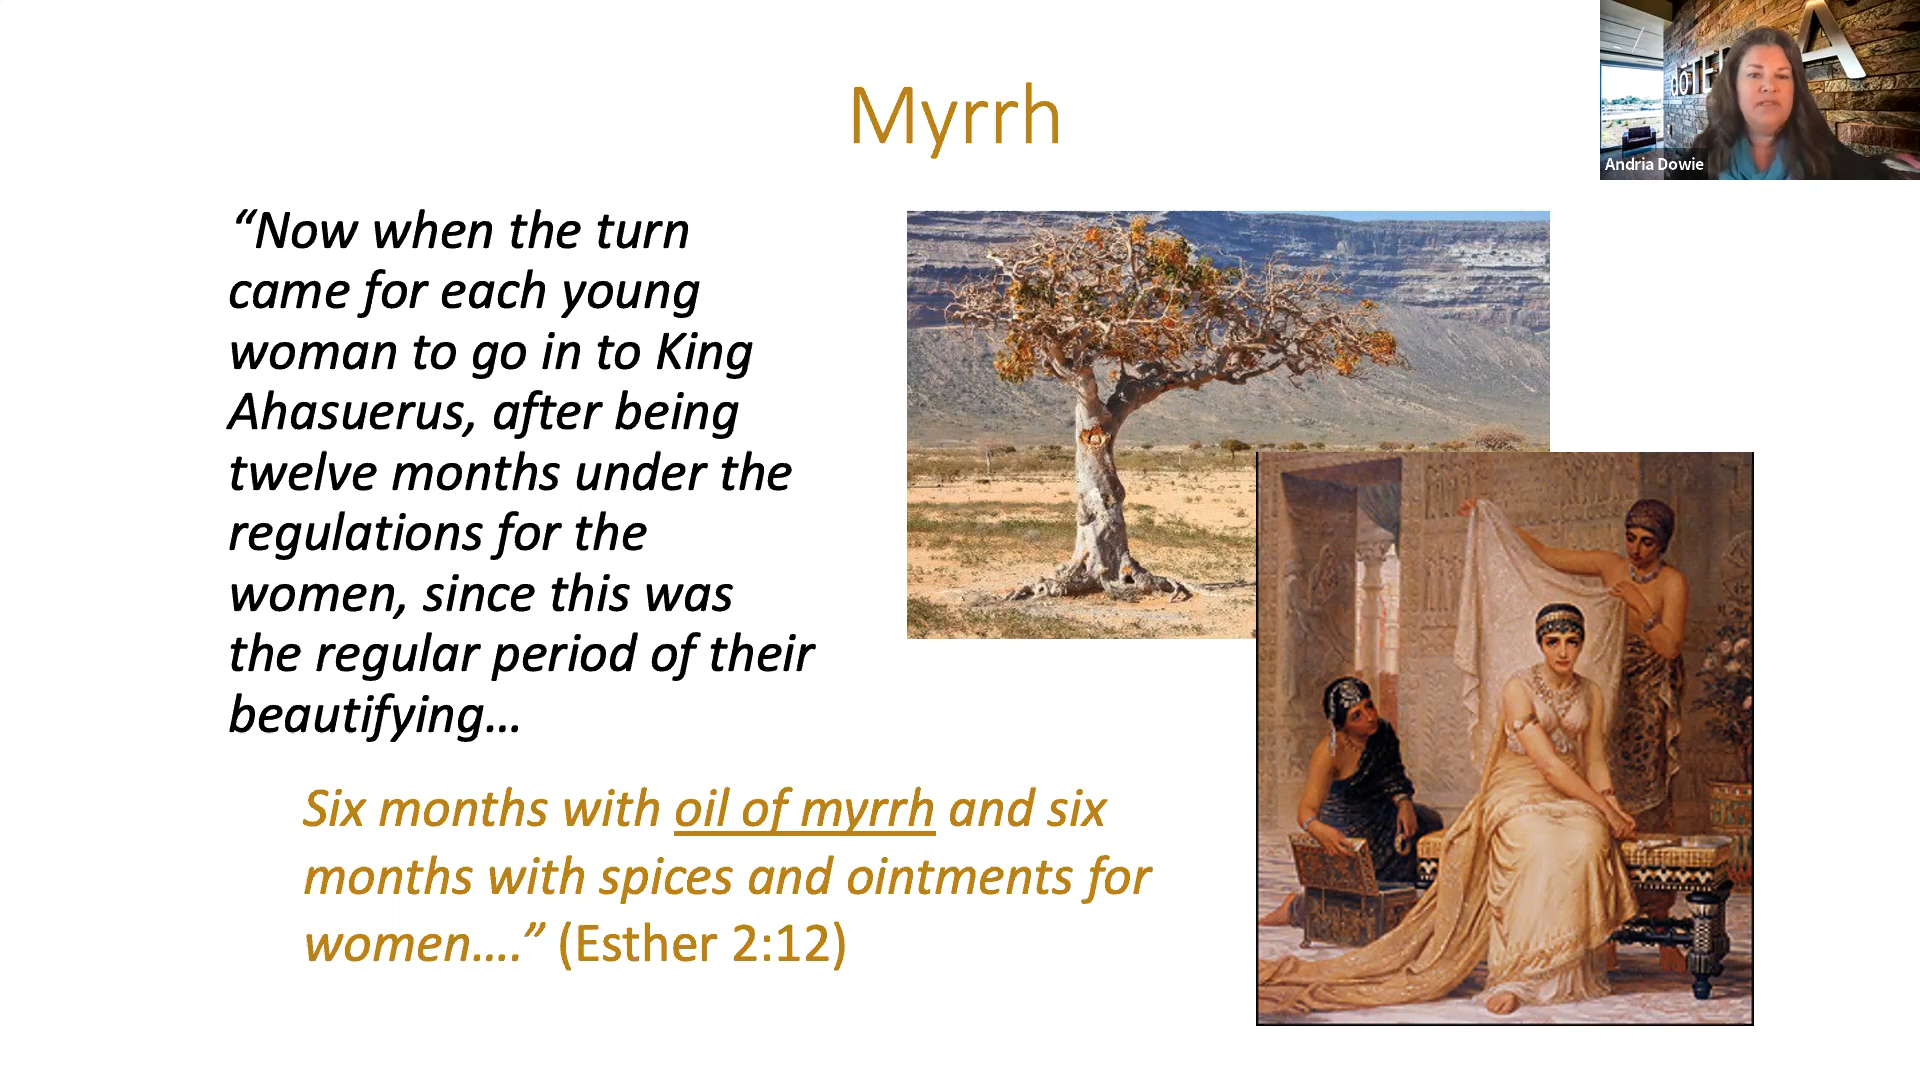 Myrrh
“Now when the turn
came for each young
woman to go in to King
Ahasuerus, after being
twelve months under the
regulations for the
women, since this was
the regular period of their
beautifying…
Six months with oil of myrrh and six
months with spices and ointments for
women….” (Esther 2:12)
dōTE A
Andria Dowie